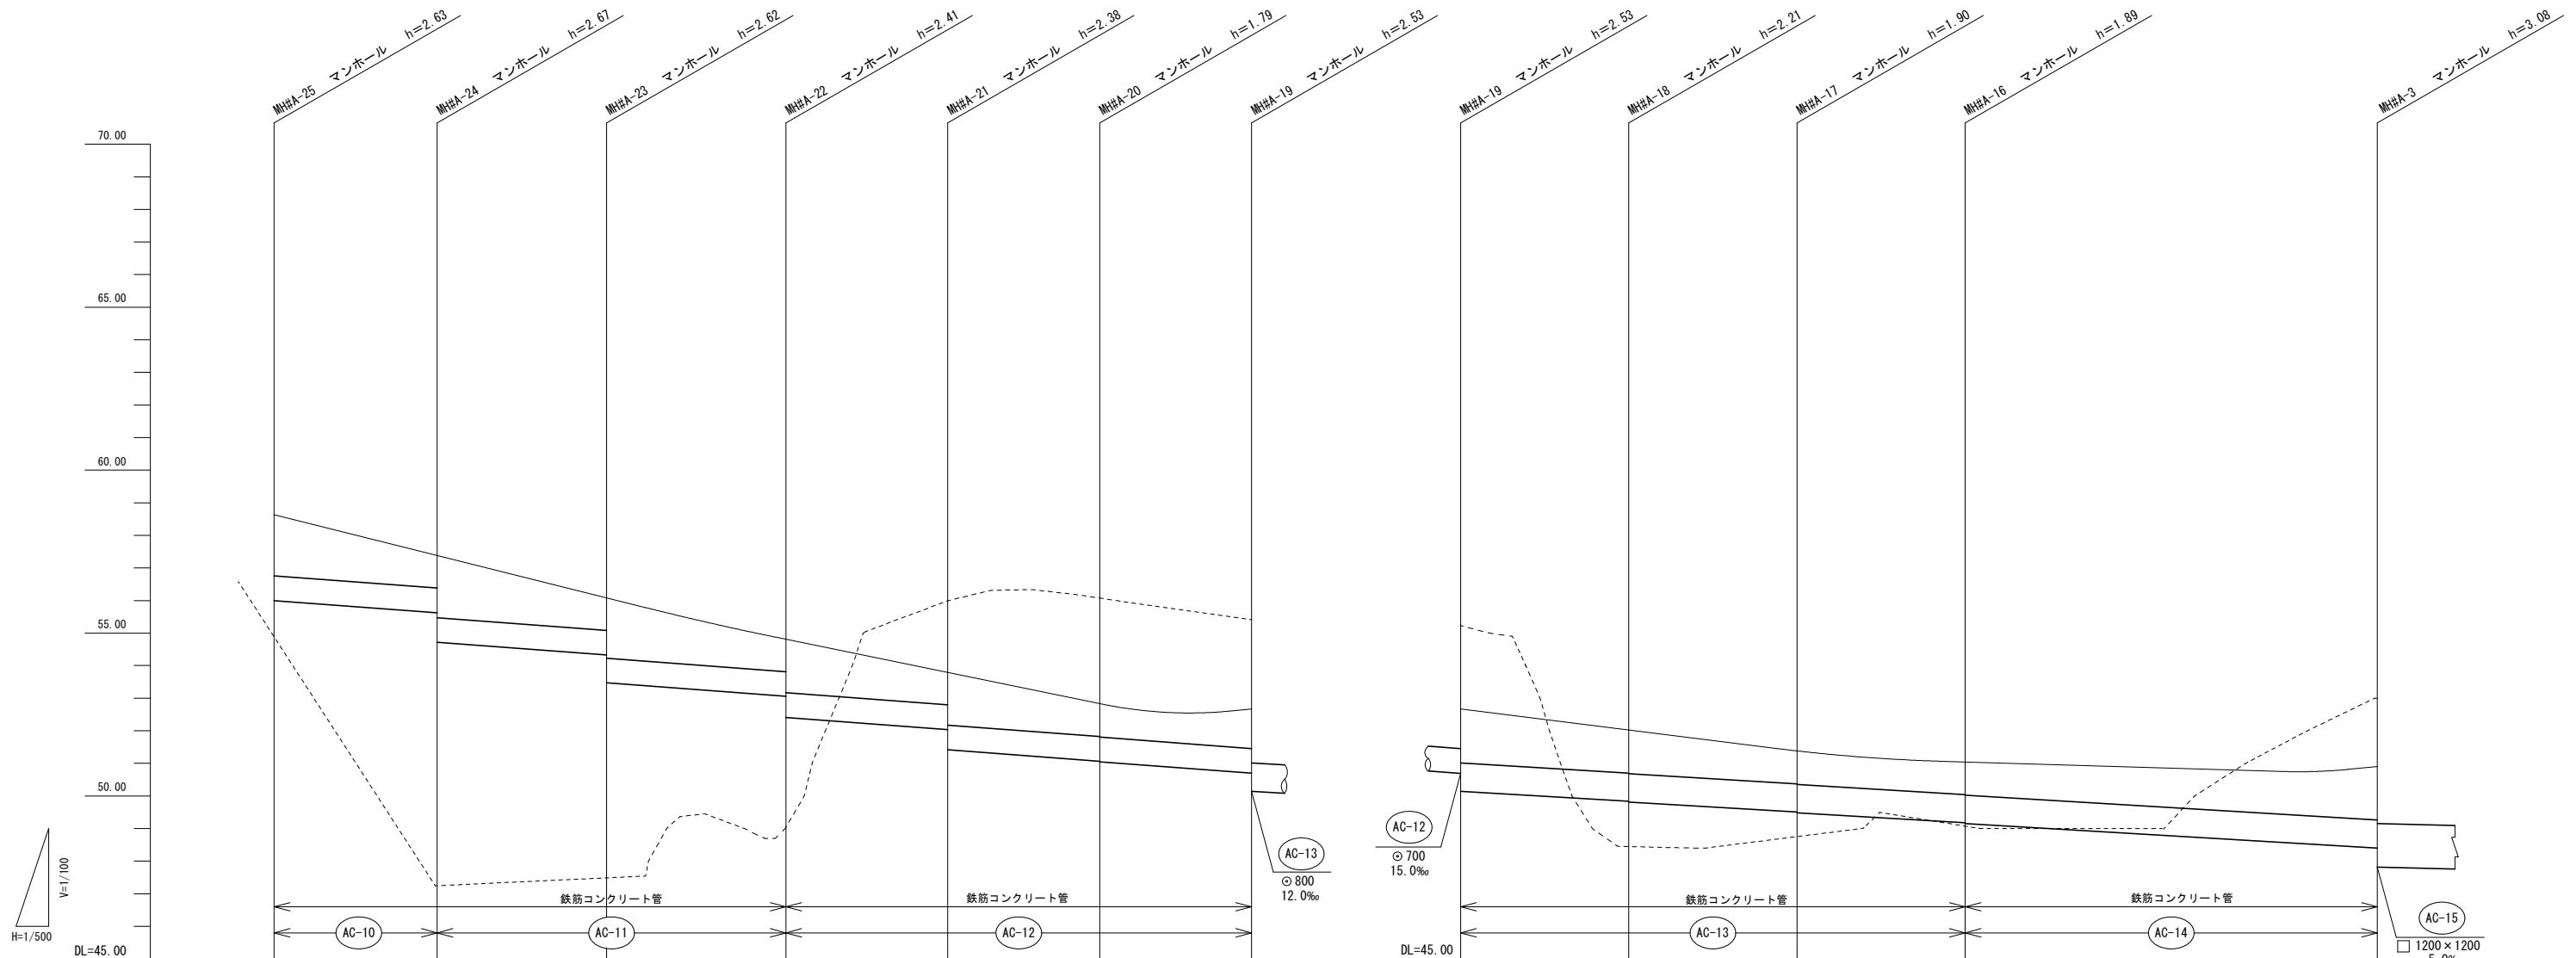 MH#A-25 マンホール h=2.63
MH#A-24 マンホール h=2.67
MH#A-23 マンホール h=2.62
MH#A-22 マンホール h=2.41
MH#A-21 マンホール h=2.38
MH#A-20 マンホール h=1.79
MH#A-19 マンホール h=2.53
MH#A-19 マンホール h=2.53
MH#A-18 マンホール h=2.21
MH#A-17 マンホール h=1.90
MH#A-16 マンホール h=1.89
MH#A-3 マンホール h=3.08
70.00
65.00
60.00
55.00
50.00
V=1/100
H=1/500
DL=45.00
鉄筋コンクリート管
鉄筋コンクリート管
AC-10
AC-11
AC-12
AC-13
⊙800
12.0‰
AC-12
⊙700
15.0‰
鉄筋コンクリート管
鉄筋コンクリート管
DL=45.00
AC-13
AC-14
AC-15
□ 1200×1200